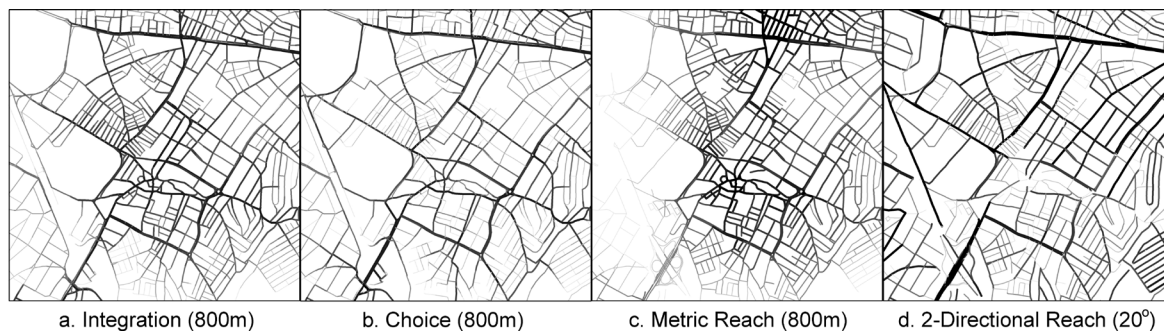 a. Integration (800m)
b. Choice (800m)
c. Metric Reach (800m)
d. 2-Directional Reach (20°)